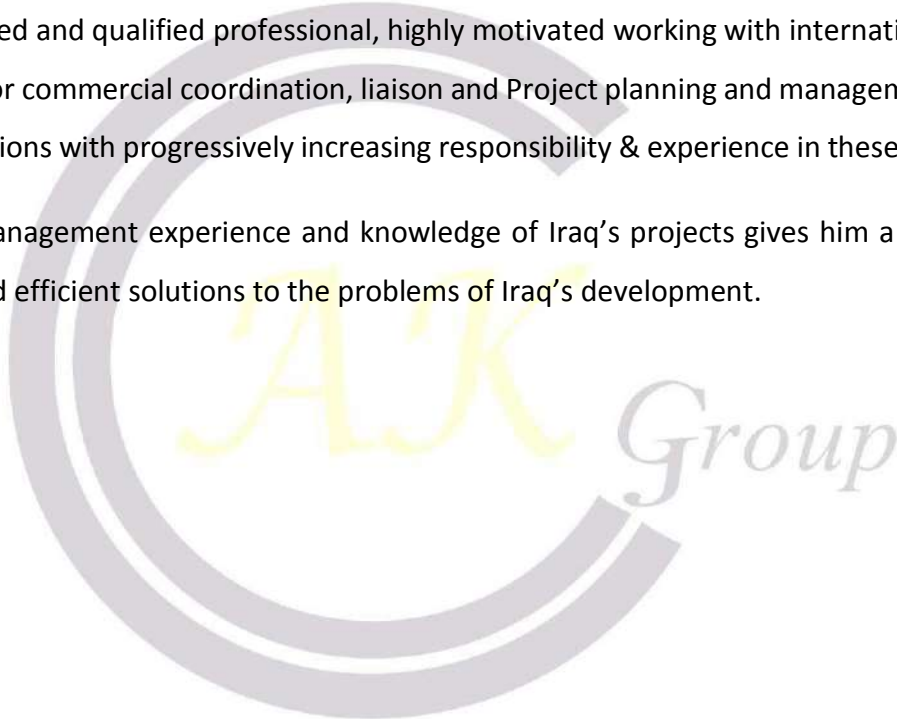 ed and qualified professional, highly motivated working with internati
or commercial coordination, liaison and Project planning and managem
ions with progressively increasing responsibility & experience in these
anagement experience and knowledge of Iraq’s projects gives him a
d efficient solutions to the problems of Iraq’s development.
AK
Group